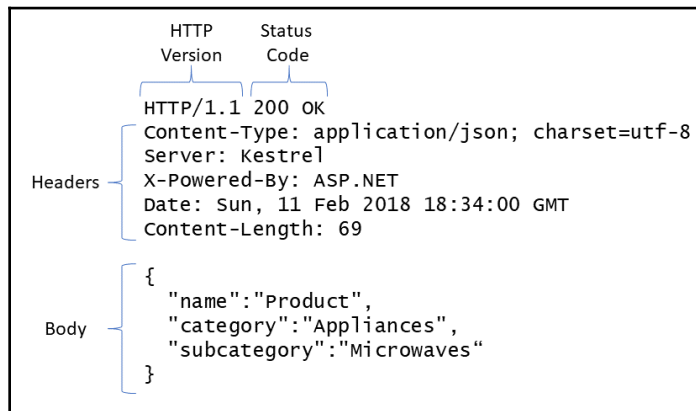 HTTP Status
Version Code
HTTP/1.1 200 OK
Content-Type: application/json; charset=utf-8
Server: Kestrel
Headers X-Powered-By: ASP.NET
Date: Sun, 11 Feb 2018 18:34:00 GMT
Content-Length: 69
{
"name":"Product",
Body "category":"Appliances",
"subcategory":"Microwaves“
}